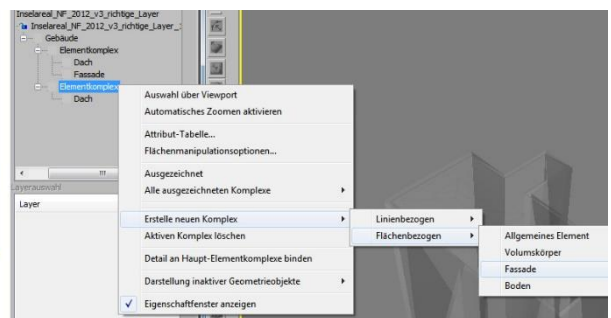 Inselareal_NF_2012_v3_richtige_Layer
Inselareal_NF_2012_v3_richtige_Layer_
Gebäude
Elementkomplex
Dach
Fassade
Elementkomplex
Dach
Layerauswahl
Layer
Auswahl über Viewport
Automatisches Zoomen aktivieren
Attribut-Tabelle...
Flächenmanipulationsoptionen...
Ausgezeichnet
Alle ausgezeichneten Komplexe
Erstelle neuen Komplex
Aktiven Komplex löschen
Detail an Haupt-Elementkomplexe binden
Darstellung inaktiver Geometrieobjekte
Eigenschaftfenster anzeigen
Linienbezogen
Flächenbezogen
Allgemeines Element
Volumskörper
Fassade
Boden